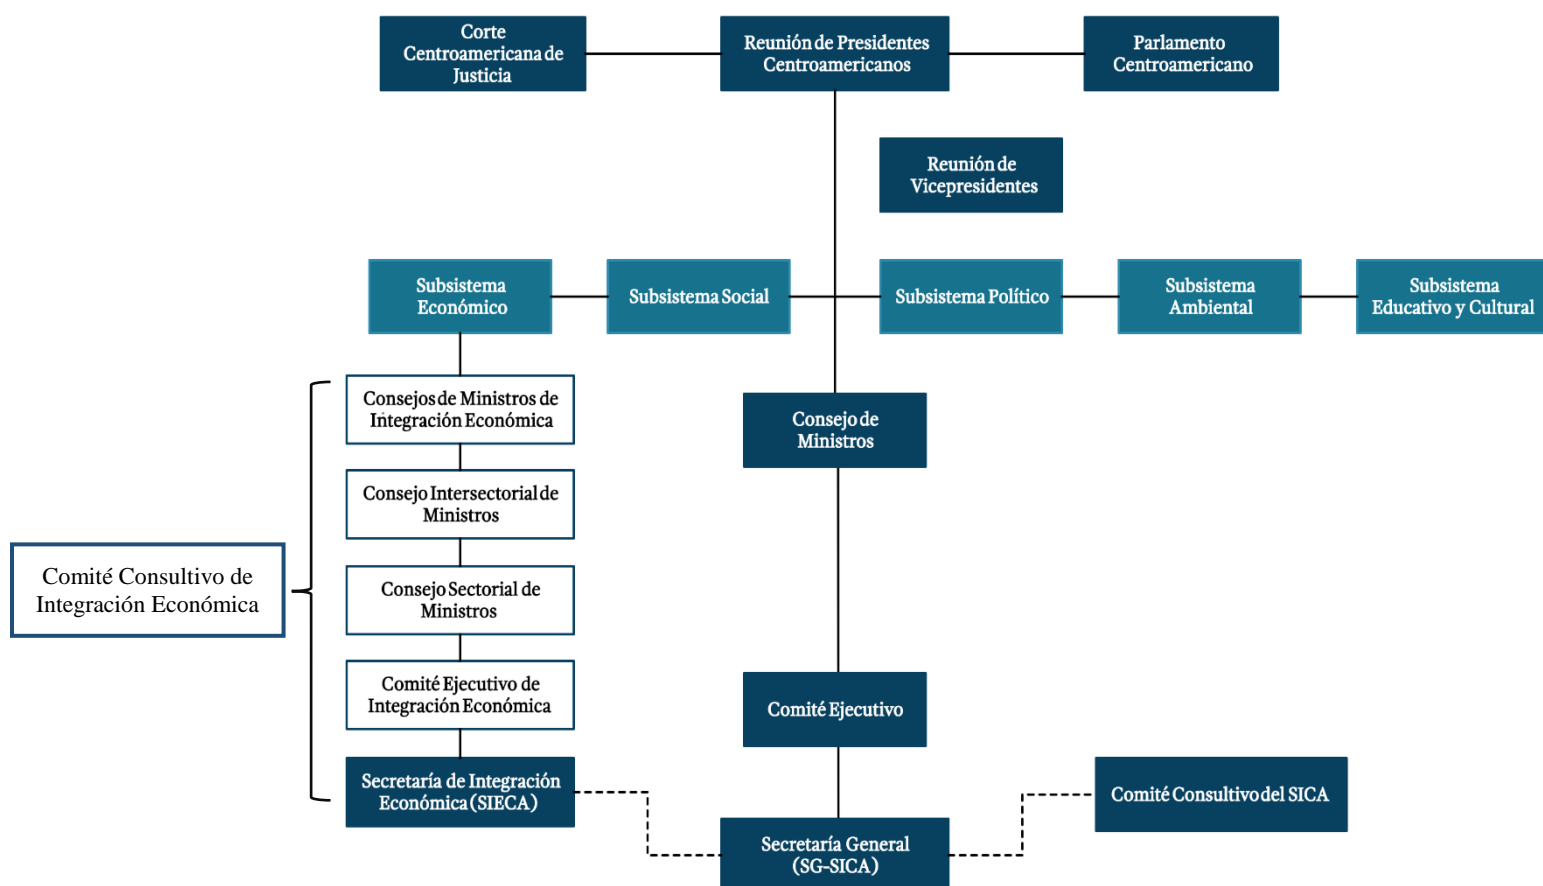 Corte
Centroamericana de
Justicia
Reunión de Presidentes
Centroamericanos
Parlamento
Centroamericano
Reunión de
Vicepresidentes
Subsistema
Económico
Subsistema Social
Subsistema Político
Subsistema
Ambiental
Subsistema
Educativo y Cultural
Consejos de Ministros de
Integración Económica
Consejo de
Ministros
Consejo Intersectorial de
Ministros
Comité Consultivo de
Integración Económica
Consejo Sectorial de
Ministros
Comité Ejecutivo de
Integración Económica
Comité Ejecutivo
Secretaría de Integración
Económica (SIECA)
Comité Consultivo del SICA
Secretaría General
(SG-SICA)